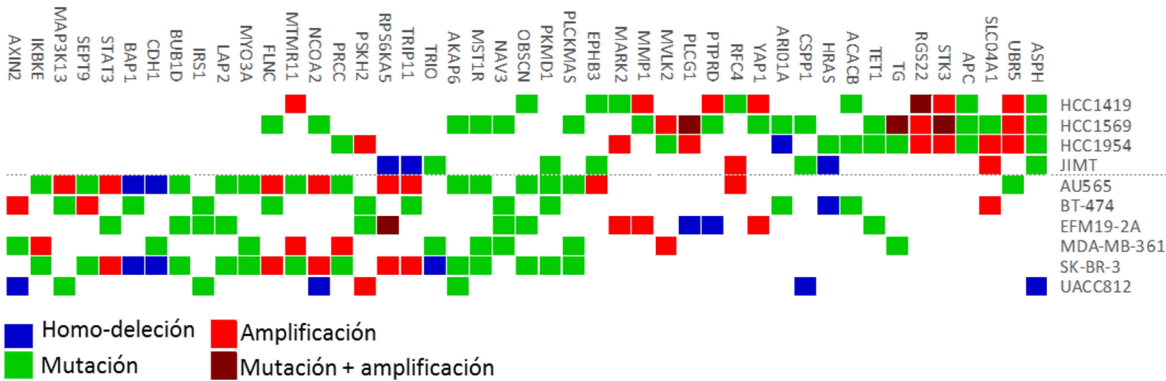 AXIN2
IKBKE
MAP3K13
SEPT9
STAT3
BAP1
CDH1
BUB1D
IRS1
LAP2
MYO3A
FLNC
MTMR11
NCOA2
PRCC
PSKH2
RPS6KA5
TRIP11
TRIO
AKAP6
MST1R
NAV3
OBSCN
PKMD1
PLCKMAS
EPHB3
MARK2
MMP1
MVLK2
PLCG1
PTPRD
RFC4
YAP1
ARI01A
CSPP1
HRAS
ACACB
TET1
TG
RGS22
STK3
APC
SLC04A1
UBR5
ASPH
HCC1419
HCC1569
HCC1954
JIMT
AU565
BT-474
EFM19-2A
MDA-MB-361
SK-BR-3
UACC812
Homo-deleción
Amplificación
Mutación
Mutación + amplificación